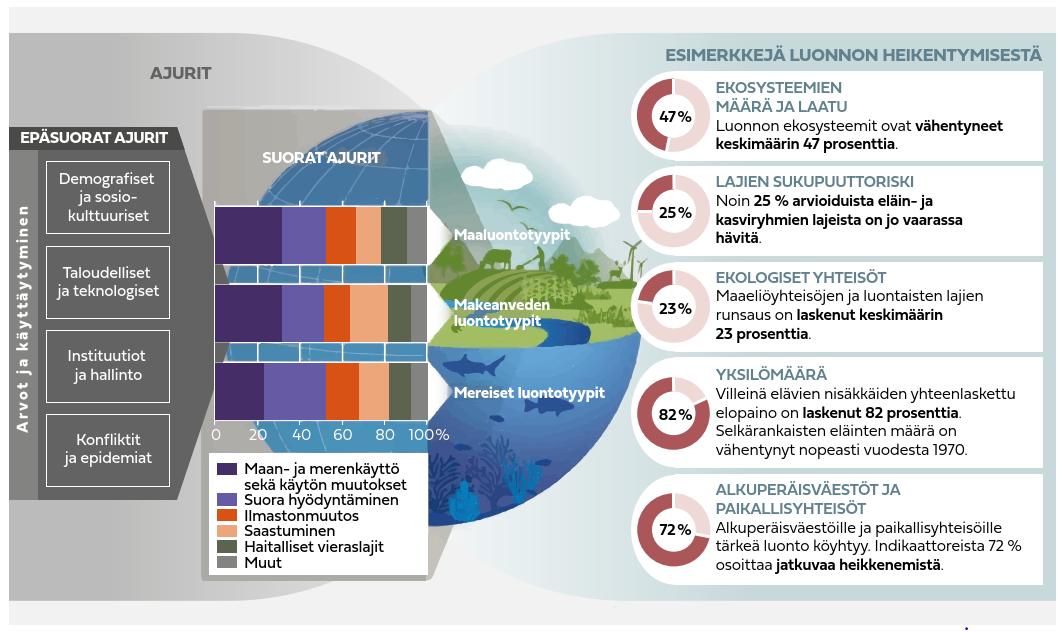 AJURIT
EPÄSUORAT AJURIT
Arvot ja käyttäytyminen
Demografiset
ja sosio-
kulttuuriset
Taloudelliset
ja teknologiset
Instituutiot
ja hallinto
Konfliktit
ja epidemiat
SUORAT AJURIT
Maaluontotyypit
Makeanveden
luontotyypit
Mereiset luontotyypit
0 20 40 60 80 100%
Maan- ja merenkäyttö
sekä käytön muutokset
Suora hyödyntäminen
Ilmastonmuutos
Saastuminen
Haitalliset vieraslajit
Muut
ESIMERKKEJÄ LUONNON HEIKENTYMISESTÄ
47%
EKOSYSTEEMIEN
MÄÄRÄ JA LAATU
Luonnon ekosysteemit ovat vähentyneet
keskimäärin 47 prosenttia.
25%
LAJIEN SUKUPUUTTORISKI
Noin 25 % arvioiduista eläin- ja
kasviryhmien lajeista on jo vaarassa
hävitä.
23%
EKOLOGISET YHTEISÖT
Maaeliöyhteisöjen ja luontaisten lajien
runsaus on laskenut keskimäärin
23 prosenttia.
82%
YKSILÖMÄÄRÄ
Villeinä elävien nisäkkäiden yhteenlaskettu
elopaino on laskenut 82 prosenttia.
Selkärankaisten eläinten määrä on
vähentynyt nopeasti vuodesta 1970.
72%
ALKUPERÄISVÄESTÖT JA
PAIKALLISYHTEISÖT
Alkuperäisväestöille ja paikallisyhteisöille
tärkeä luonto köyhtyy. Indikaattoreista 72 %
osoittaa jatkuvaa heikkenemistä.